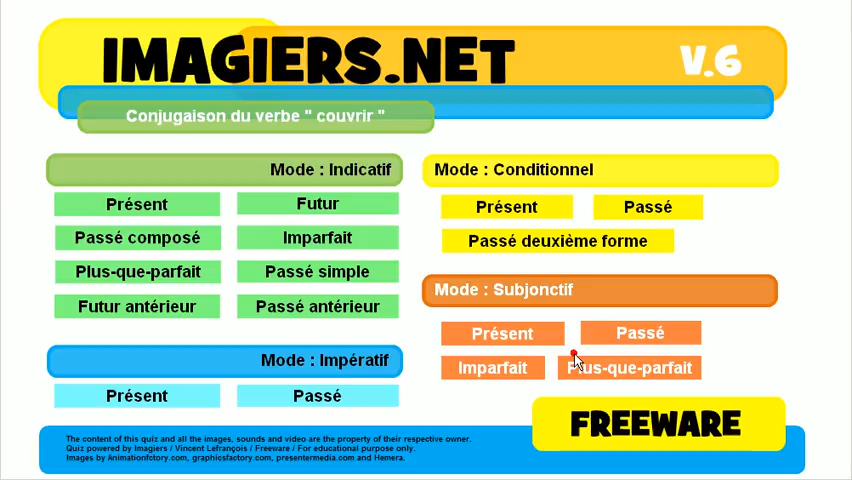 IMAGIERS.NET
V.6
Conjugaison du verbe " couvrir "
Mode : Indicatif
Présent
Futur
Passé composé
Imparfait
Plus-que-parfait
Passé simple
Futur antérieur
Passé antérieur
Mode : Impératif
Présent
Passé
Mode : Conditionnel
Présent
Passé
Passé deuxième forme
Mode : Subjonctif
Présent
Passé
Imparfait
Plus-que-parfait
FREEWARE
The content of this quiz and all the images, sounds and video are the property of their respective owner.
Quiz powered by Imagiers / Vincent Lefrançois / Freeware / For educational purpose only.
Images by Animationfctory.com, graphicsfactory.com, presentermedia.com and Hemera.